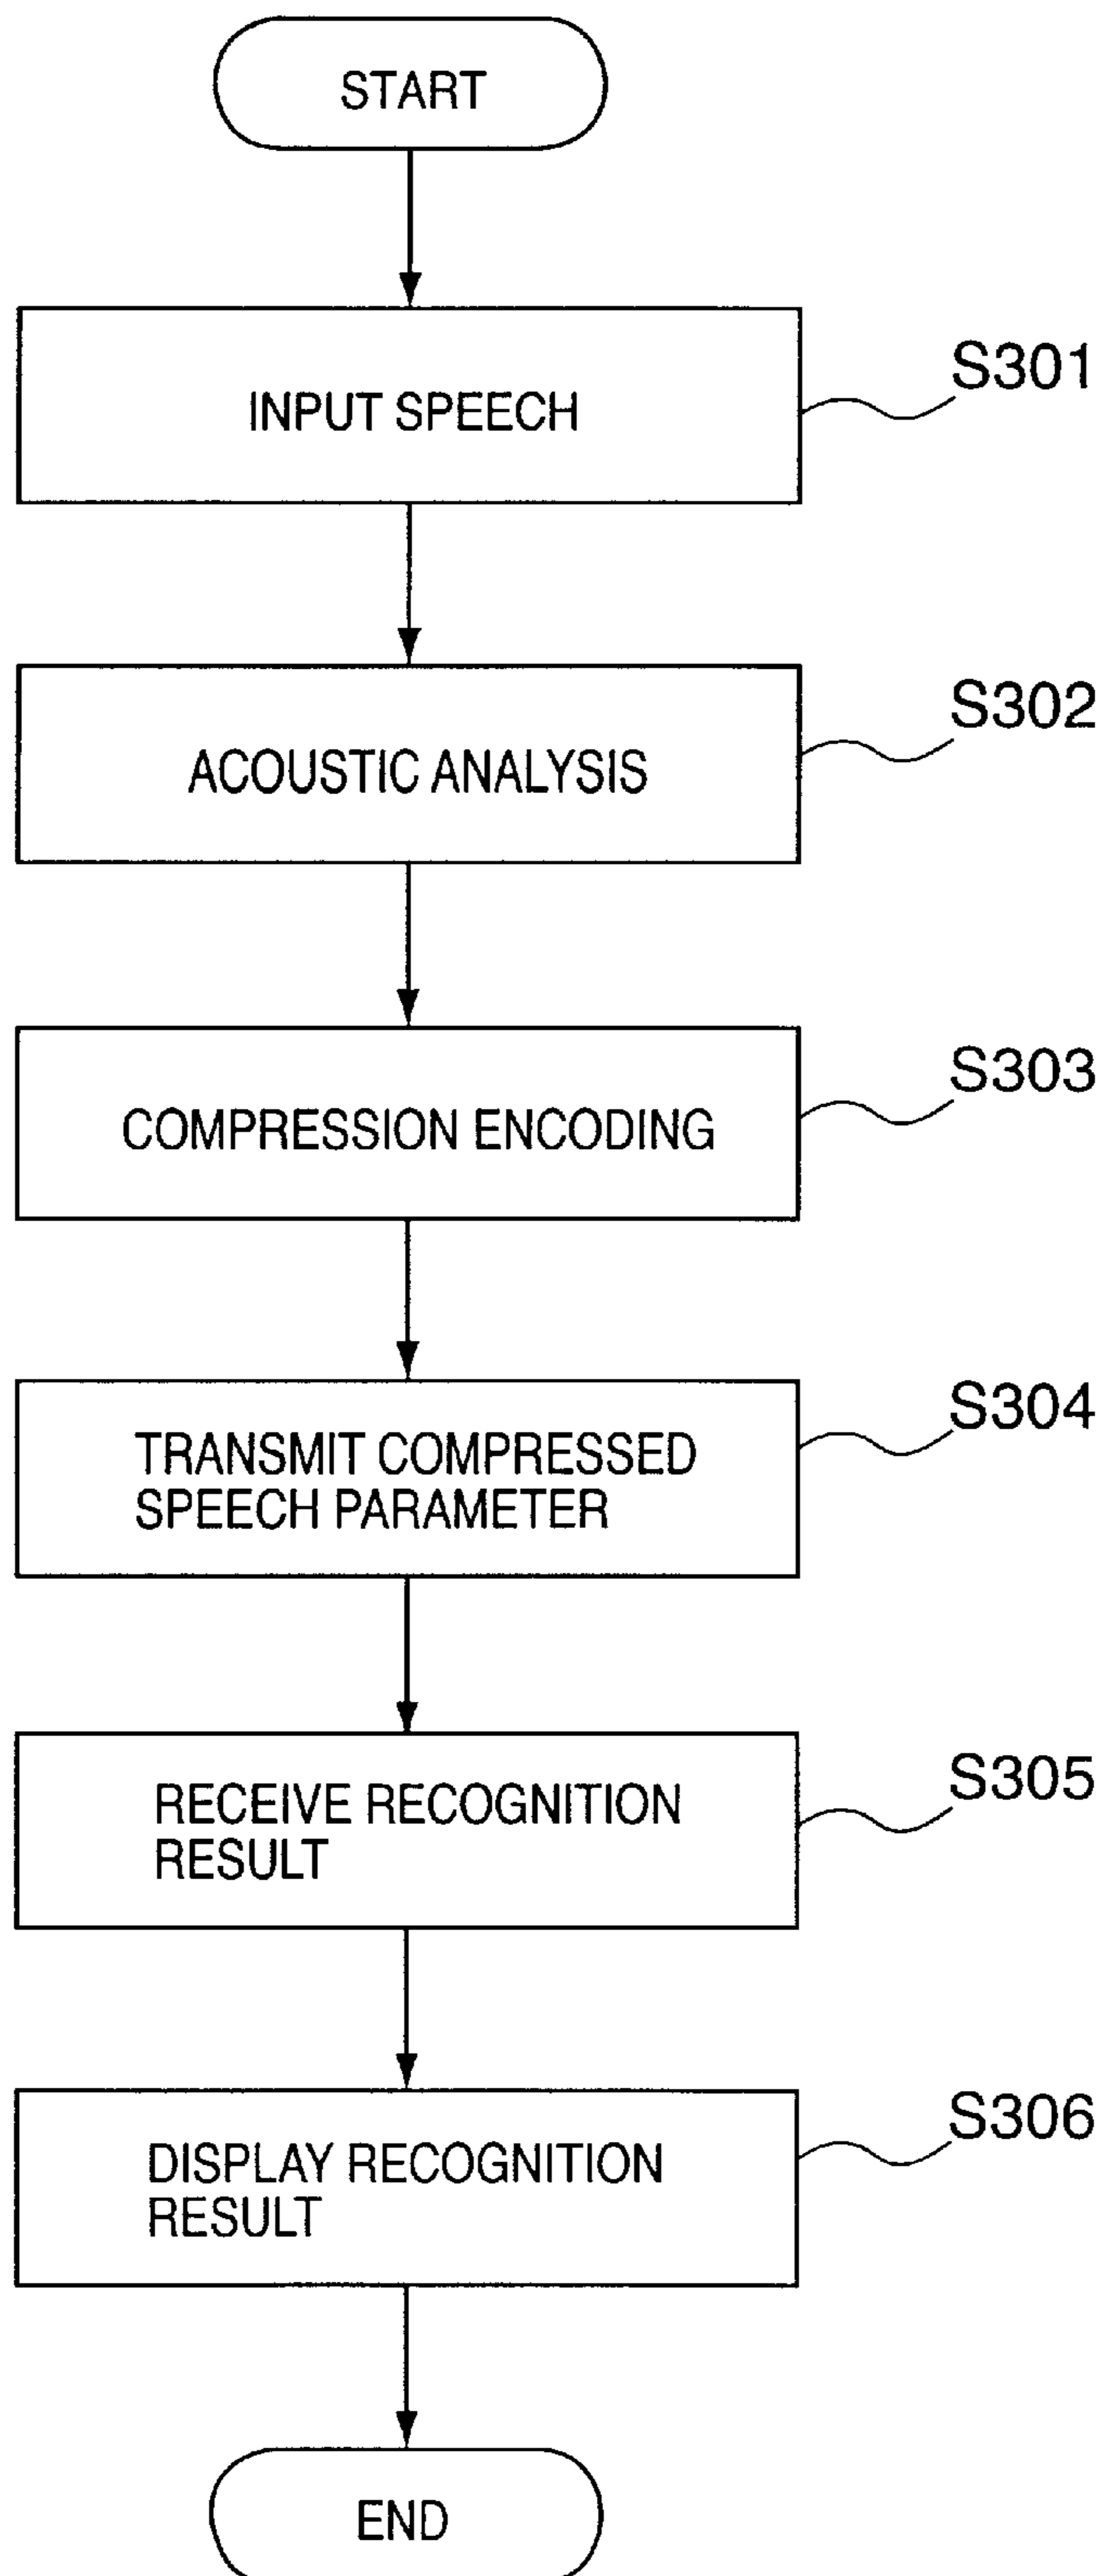 START
INPUT SPEECH
S301
ACOUSTIC ANALYSIS
S302
COMPRESSION ENCODING
S303
TRANSMIT COMPRESSED
SPEECH PARAMETER
S304
RECEIVE RECOGNITION
RESULT
S305
DISPLAY RECOGNITION
RESULT
S306
END